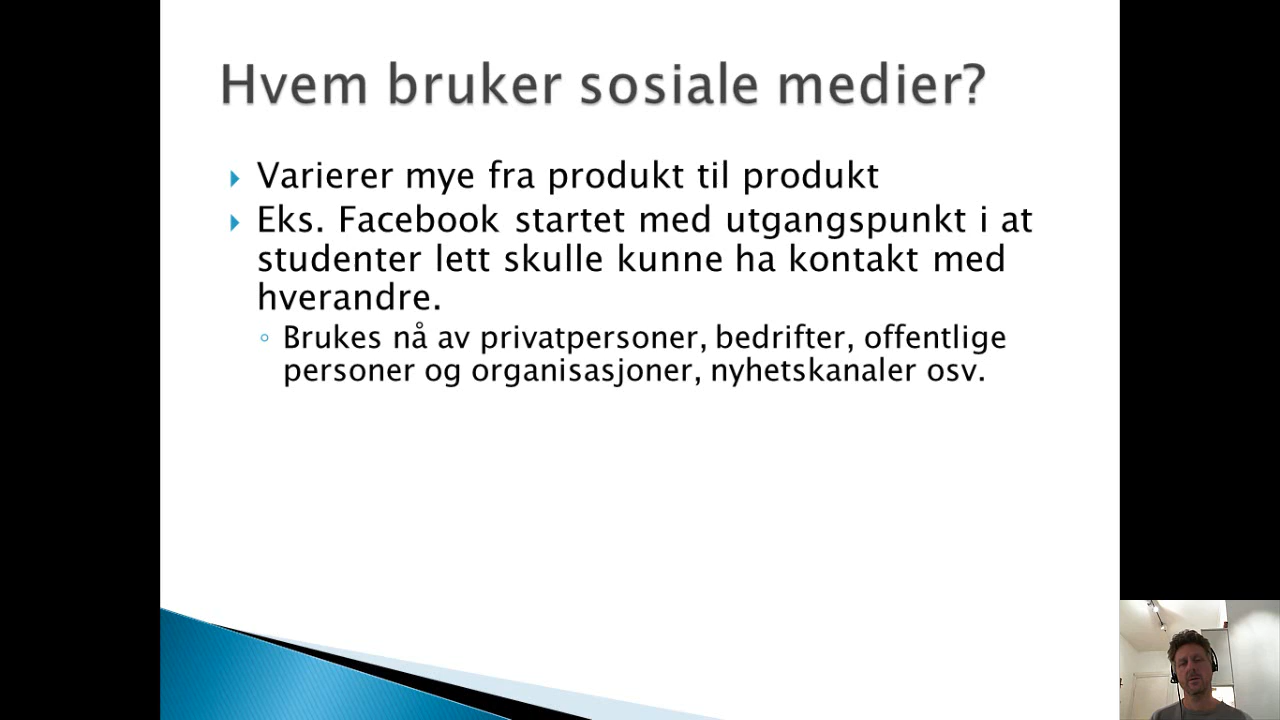 Hvem bruker sosiale medier?
Varierer mye fra produkt til produkt
Eks. Facebook startet med utgangspunkt i at
studenter lett skulle kunne ha kontakt med
hverandre.
Brukes nå av privatpersoner, bedrifter, offentlige
personer og organisasjoner, nyhetskanaler osv.